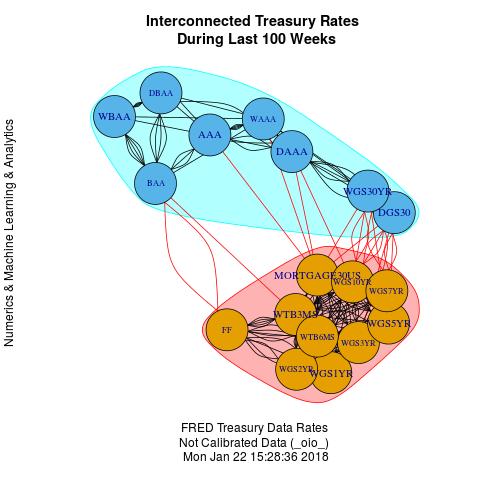 Interconnected Treasury Rates
During Last 100 Weeks
Numerics & Machine Learning & Analytics
DBAA
WBAA
WAAA
AAA
DAAA
BAA
WGS30YR
DGS30
MORTGAGE30US
WGS10YR
WGS7YR
WTB3MS
WGS5YR
FF
WTB6MS
WGS3YR
WGS2YR
WGS1YR
FRED Treasury Data Rates
Not Calibrated Data (_oio_)
Mon Jan 22 15:28:36 2018